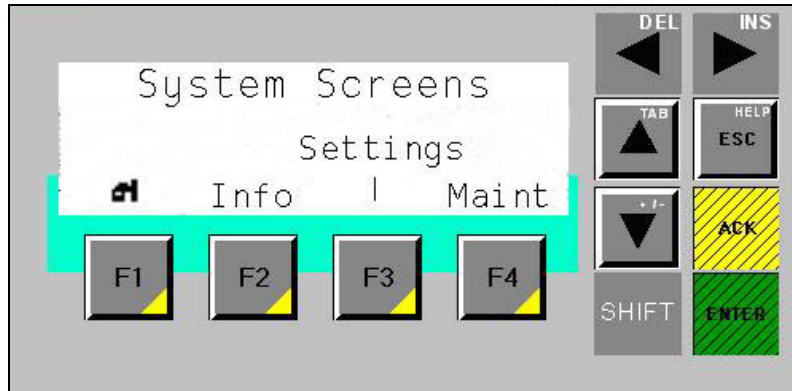 System Screens
Settings
Info | Maint
F1 F2 F3 F4
DEL INS
TAB HELP
ESC
+ / -
ACK
SHIFT ENTER